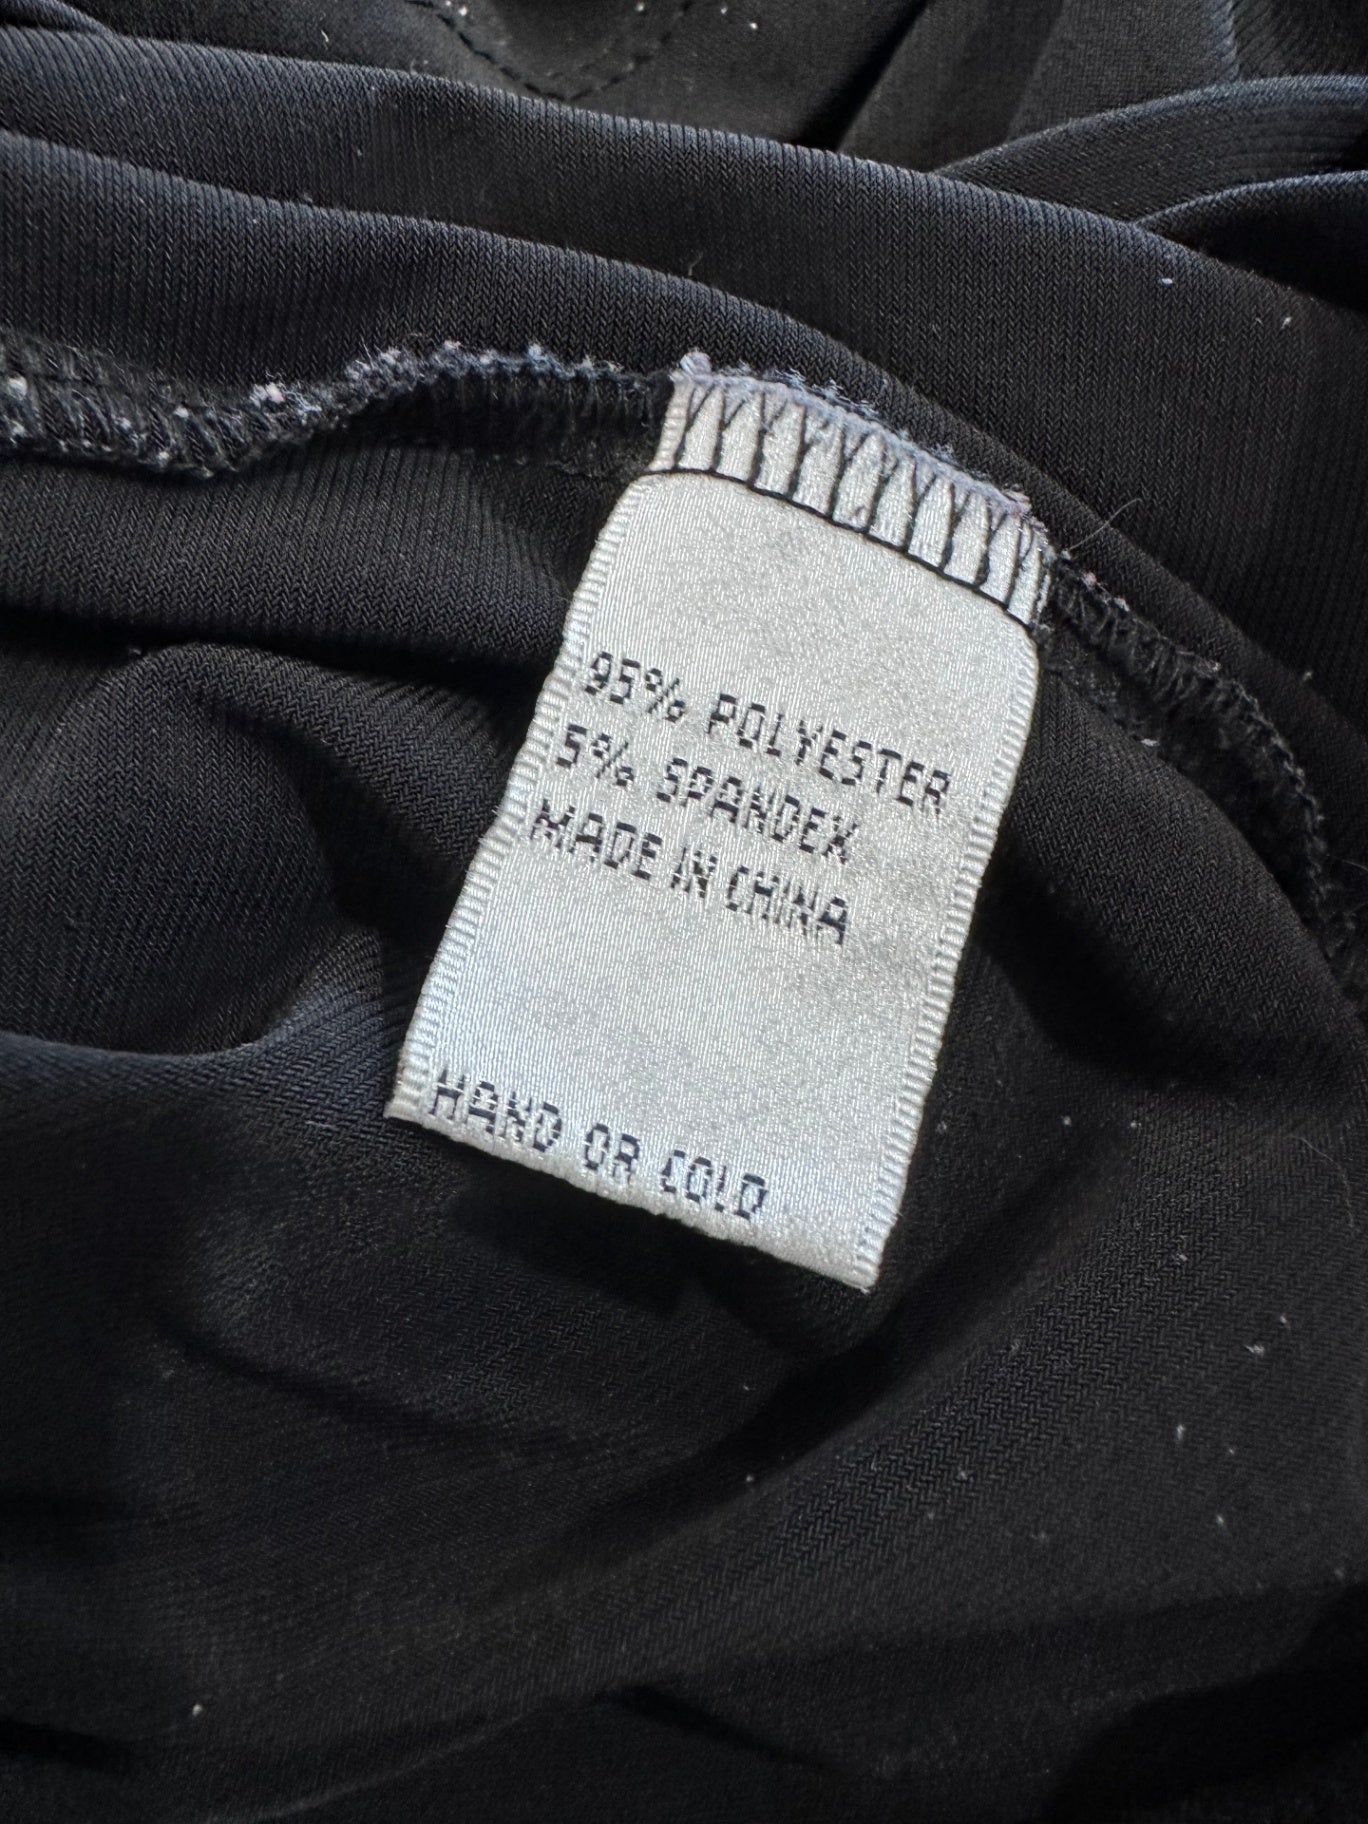 95% POLYESTER
5% SPANDEX
MADE IN CHINA
HAND OR COLD